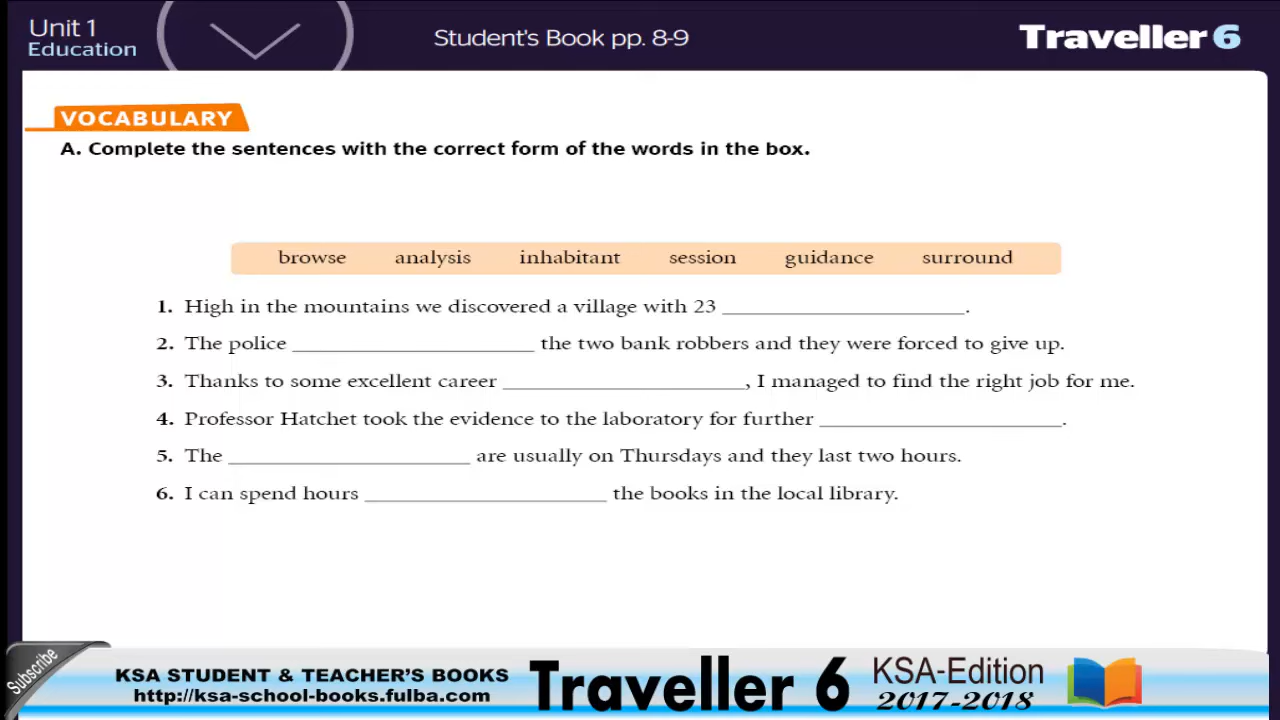 Unit 1
Education
Student's Book pp. 8-9
Traveller 6
VOCABULARY
A. Complete the sentences with the correct form of the words in the box.
browse analysis inhabitant session guidance surround
1. High in the mountains we discovered a village with 23 ____________________.
2. The police ____________________ the two bank robbers and they were forced to give up.
3. Thanks to some excellent career ____________________, I managed to find the right job for me.
4. Professor Hatchet took the evidence to the laboratory for further ____________________.
5. The ____________________ are usually on Thursdays and they last two hours.
6. I can spend hours ____________________ the books in the local library.
Subscribe
KSA STUDENT & TEACHER'S BOOKS
http://ksa-school-books.fulba.com
Traveller 6
KSA-Edition
2017-2018